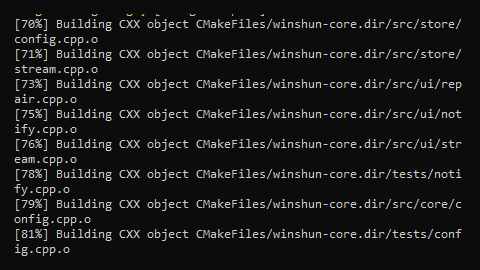 [70%] Building CXX object CMakeFiles/winshun-core.dir/src/store/
config.cpp.o
[71%] Building CXX object CMakeFiles/winshun-core.dir/src/store/
stream.cpp.o
[73%] Building CXX object CMakeFiles/winshun-core.dir/src/ui/rep
air.cpp.o
[75%] Building CXX object CMakeFiles/winshun-core.dir/src/ui/not
ify.cpp.o
[76%] Building CXX object CMakeFiles/winshun-core.dir/src/ui/str
eam.cpp.o
[78%] Building CXX object CMakeFiles/winshun-core.dir/tests/noti
fy.cpp.o
[79%] Building CXX object CMakeFiles/winshun-core.dir/src/core/c
onfig.cpp.o
[81%] Building CXX object CMakeFiles/winshun-core.dir/tests/conf
ig.cpp.o